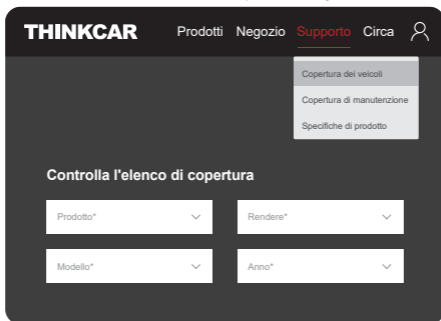 THINKCAR Prodotti Negozio Supporto Circa
Copertura dei veicoli
Copertura di manutenzione
Specifiche di prodotto
Controlla l'elenco di copertura
Prodotto* Rendere*
Modello* Anno*